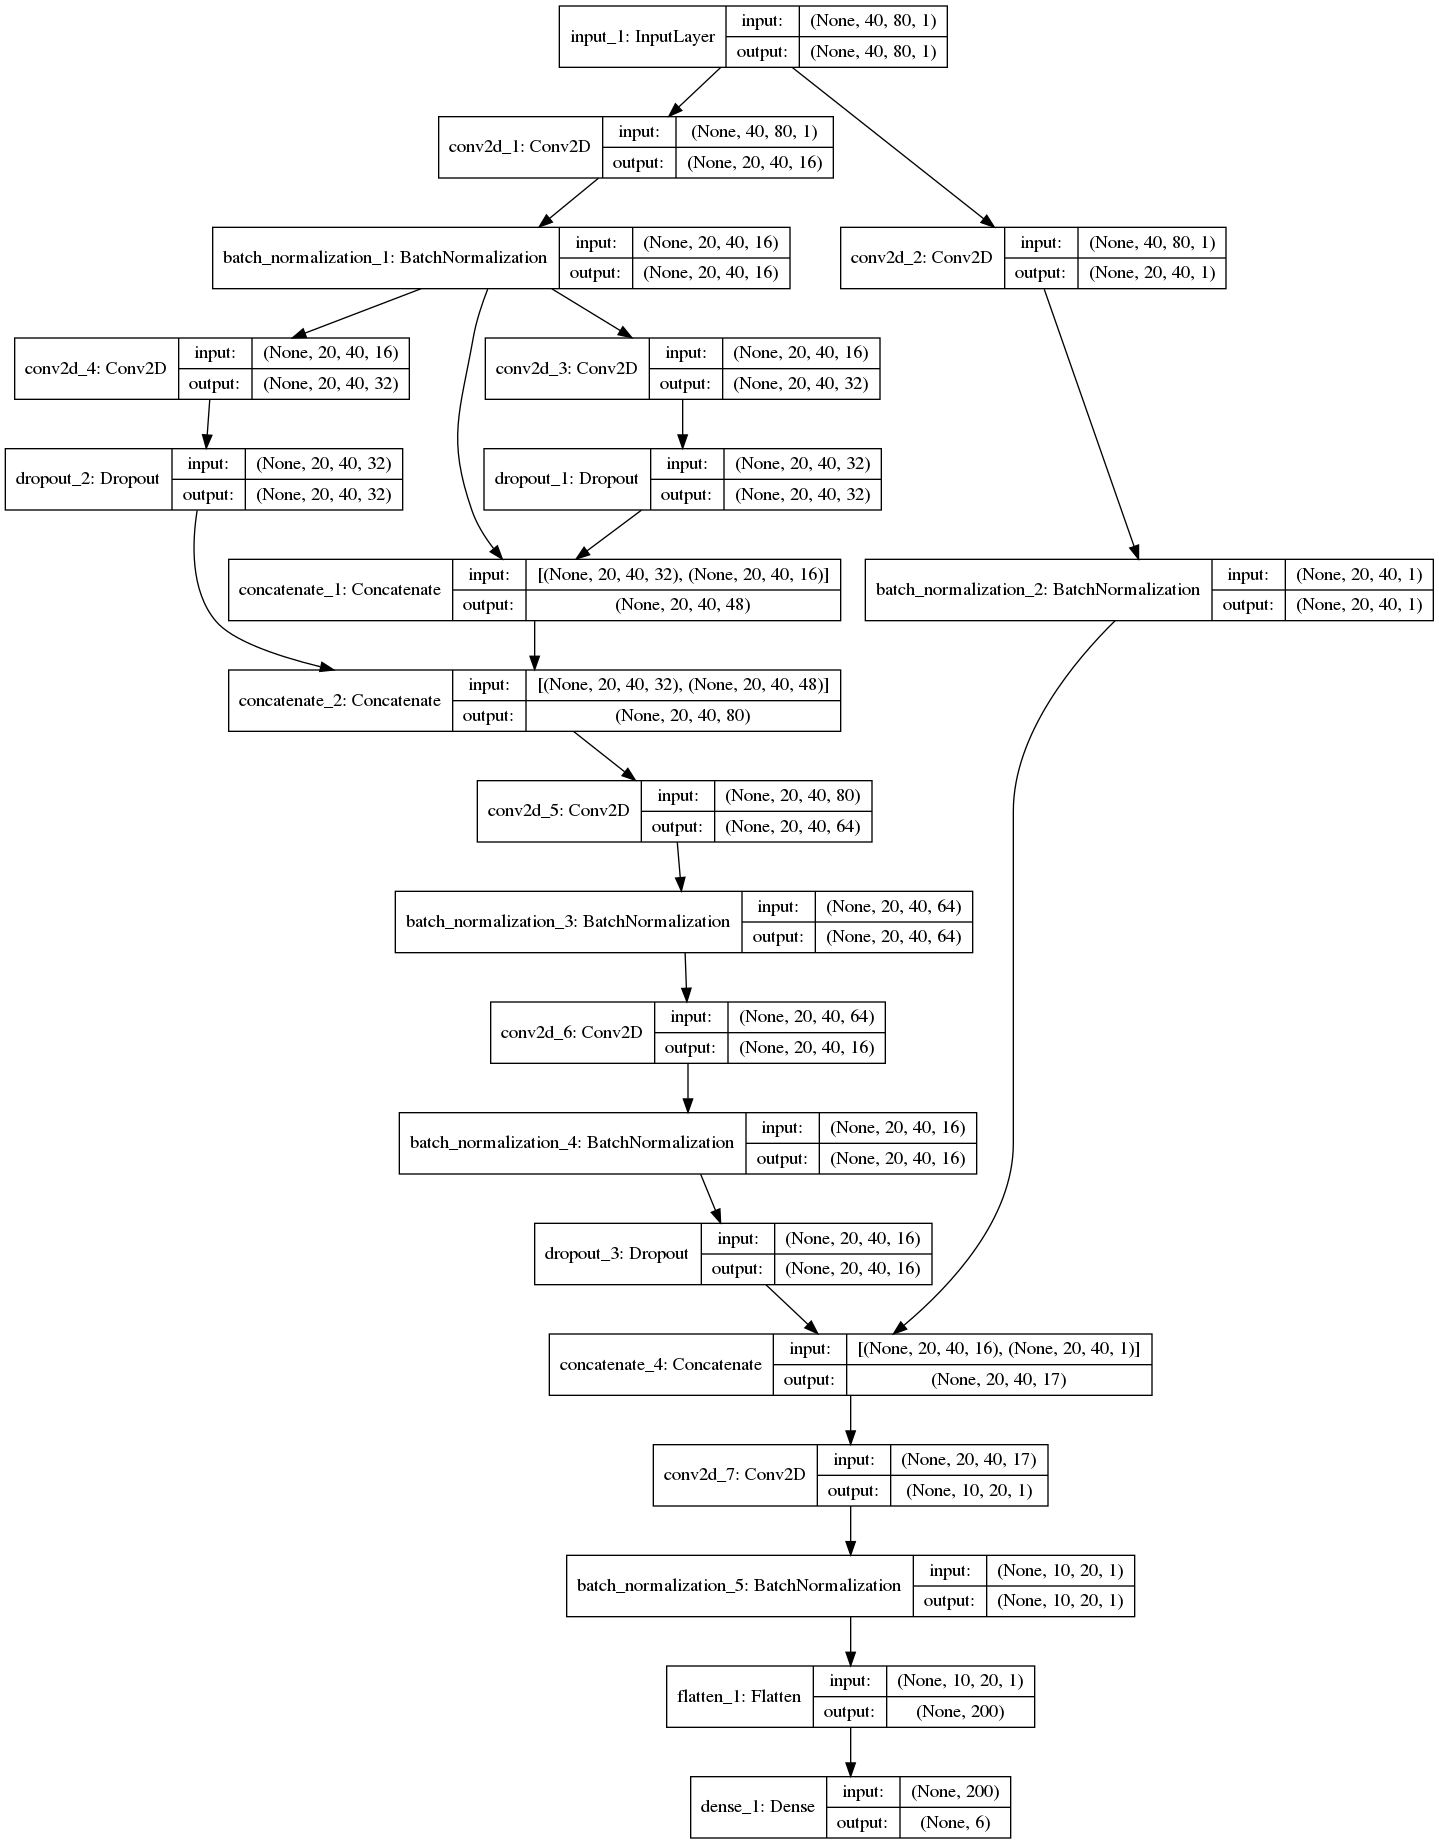 input_1: InputLayer
input: (None, 40, 80, 1)
output: (None, 40, 80, 1)
conv2d_1: Conv2D
input: (None, 40, 80, 1)
output: (None, 20, 40, 16)
batch_normalization_1: BatchNormalization
input: (None, 20, 40, 16)
output: (None, 20, 40, 16)
conv2d_2: Conv2D
input: (None, 40, 80, 1)
output: (None, 20, 40, 1)
conv2d_4: Conv2D
input: (None, 20, 40, 16)
output: (None, 20, 40, 32)
conv2d_3: Conv2D
input: (None, 20, 40, 16)
output: (None, 20, 40, 32)
dropout_2: Dropout
input: (None, 20, 40, 32)
output: (None, 20, 40, 32)
dropout_1: Dropout
input: (None, 20, 40, 32)
output: (None, 20, 40, 32)
concatenate_1: Concatenate
input: [(None, 20, 40, 32), (None, 20, 40, 16)]
output: (None, 20, 40, 48)
batch_normalization_2: BatchNormalization
input: (None, 20, 40, 1)
output: (None, 20, 40, 1)
concatenate_2: Concatenate
input: [(None, 20, 40, 32), (None, 20, 40, 48)]
output: (None, 20, 40, 80)
conv2d_5: Conv2D
input: (None, 20, 40, 80)
output: (None, 20, 40, 64)
batch_normalization_3: BatchNormalization
input: (None, 20, 40, 64)
output: (None, 20, 40, 64)
conv2d_6: Conv2D
input: (None, 20, 40, 64)
output: (None, 20, 40, 16)
batch_normalization_4: BatchNormalization
input: (None, 20, 40, 16)
output: (None, 20, 40, 16)
dropout_3: Dropout
input: (None, 20, 40, 16)
output: (None, 20, 40, 16)
concatenate_4: Concatenate
input: [(None, 20, 40, 16), (None, 20, 40, 1)]
output: (None, 20, 40, 17)
conv2d_7: Conv2D
input: (None, 20, 40, 17)
output: (None, 10, 20, 1)
batch_normalization_5: BatchNormalization
input: (None, 10, 20, 1)
output: (None, 10, 20, 1)
flatten_1: Flatten
input: (None, 10, 20, 1)
output: (None, 200)
dense_1: Dense
input: (None, 200)
output: (None, 6)